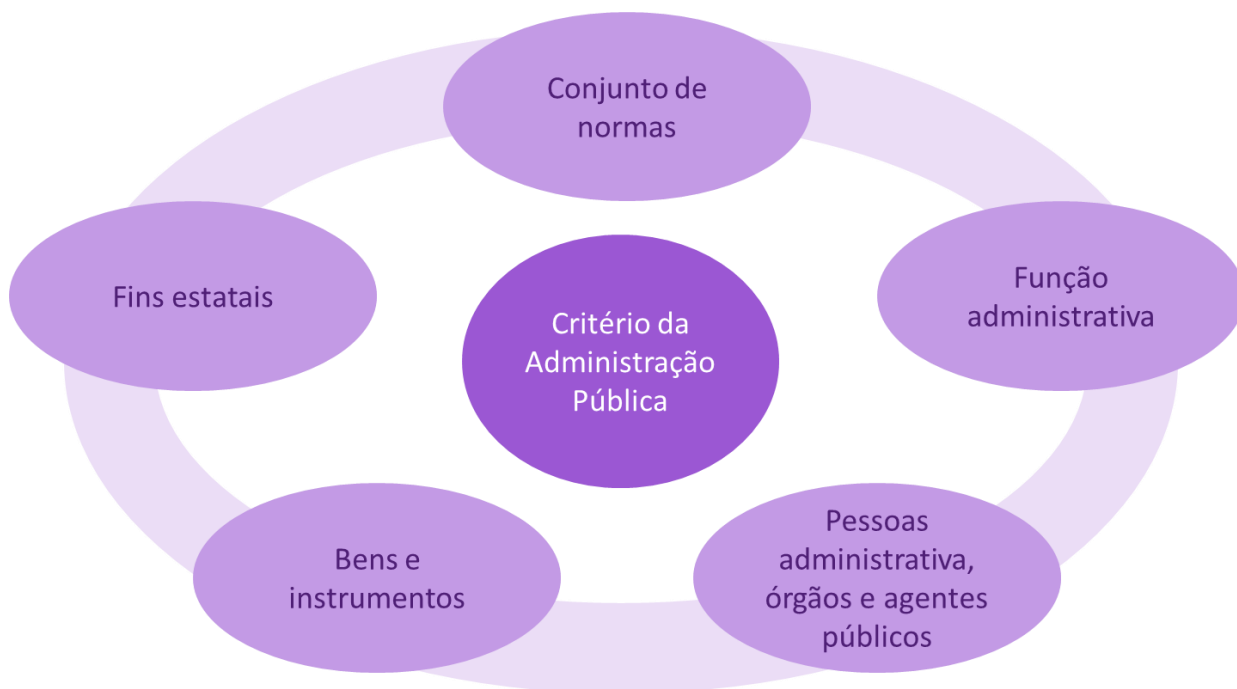 Conjunto de
normas
Função
administrativa
Pessoas
administrativa,
órgãos e agentes
públicos
Bens e
instrumentos
Fins estatais
Critério da
Administração
Pública